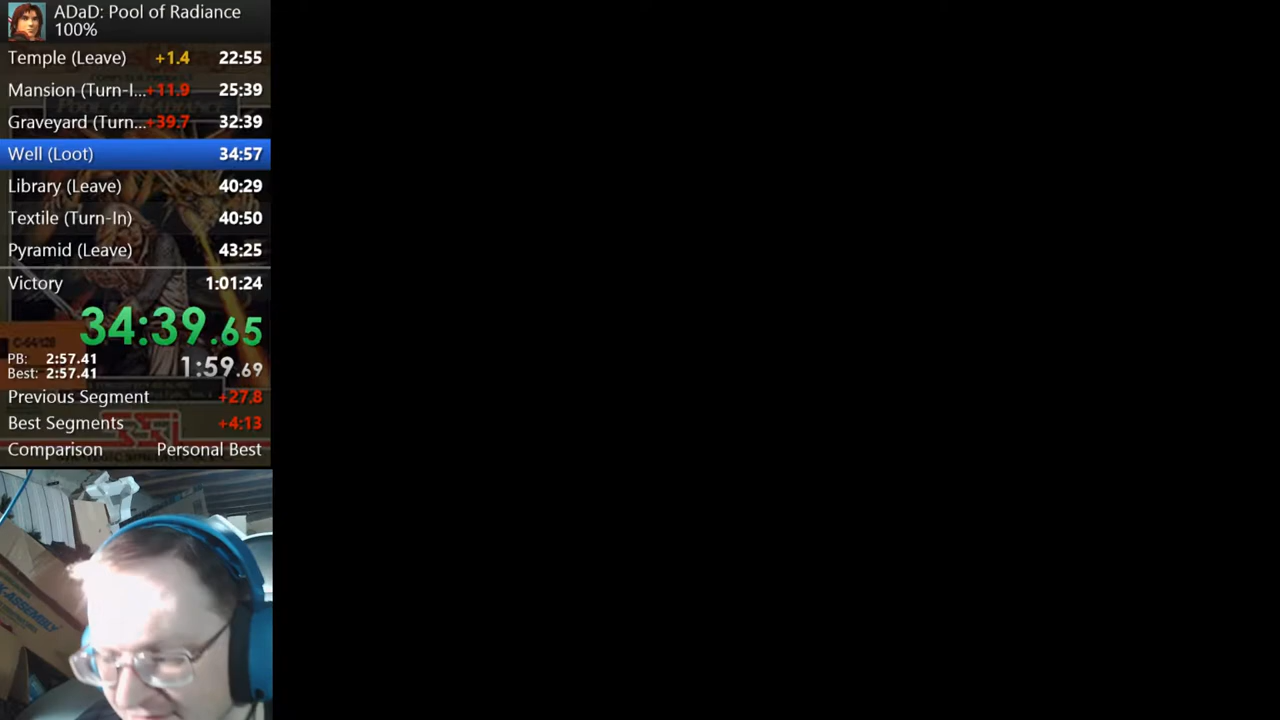 ADaD: Pool of Radiance
100%
Temple (Leave) +1.4 22:55
Mansion (Turn-I... +11.9 25:39
Graveyard (Turn... +39.7 32:39
Well (Loot) 34:57
Library (Leave) 40:29
Textile (Turn-In) 40:50
Pyramid (Leave) 43:25
Victory 1:01:24
34:39.65
PB: 2:57.41
Best: 2:57.41
1:59.69
Previous Segment +27.8
Best Segments +4:13
Comparison Personal Best